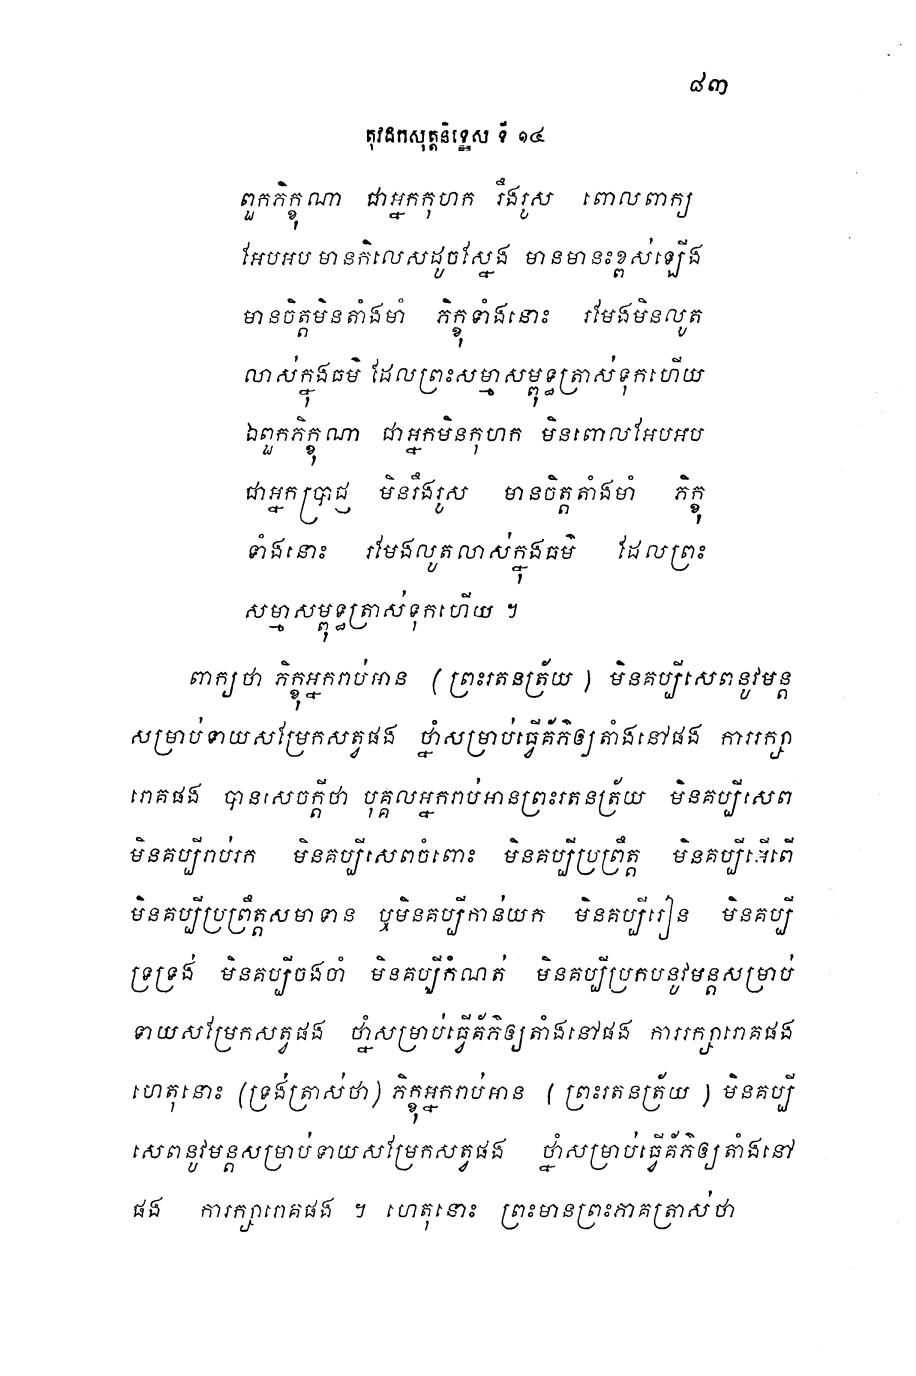 ៨៣
តុវដកសុត្តនិទ្ទេស ទី ១៤
ពួកភិក្ខុណា ជាអ្នកកុហក រឹងរូស ពោលពាក្យ
អែបអប មានកិលេសដូចស្នែង មានមានះខ្ពស់ឡើង
មានចិត្តមិនតាំងមាំ ភិក្ខុទាំងនោះ រមែងមិនលូត
លាស់ក្នុងធម៌ ដែលព្រះសម្មាសម្ពុទ្ធត្រាស់ទុកហើយ
ឯពួកភិក្ខុណា ជាអ្នកមិនកុហក មិនពោលអែបអប
ជាអ្នកប្រាជ្ញ មិនរឹងរូស មានចិត្តតាំងមាំ ភិក្ខុ
ទាំងនោះ រមែងលូតលាស់ក្នុងធម៌ ដែលព្រះ
សម្មាសម្ពុទ្ធត្រាស់ទុកហើយ ។
ពាក្យថា ភិក្ខុអ្នករាប់អាន (ព្រះរតនត្រ័យ) មិនគប្បីសេពនូវមន្ត
សម្រាប់ទាយសម្រែកសត្វផង ថ្នាំសម្រាប់ធ្វើគ័ភ៌ឲ្យតាំងនៅផង ការរក្សា
រោគផង បានសេចក្តីថា បុគ្គលអ្នករាប់អានព្រះរតនត្រ័យ មិនគប្បីសេព
មិនគប្បីរាប់រក មិនគប្បីសេពចំពោះ មិនគប្បីប្រព្រឹត្ត មិនគប្បីអើពើ
មិនគប្បីប្រព្រឹត្តសមាទាន ឬមិនគប្បីកាន់យក មិនគប្បីរៀន មិនគប្បី
ទ្រទ្រង់ មិនគប្បីចងចាំ មិនគប្បីកំណត់ មិនគប្បីប្រកបនូវមន្តសម្រាប់
ទាយសម្រែកសត្វផង ថ្នាំសម្រាប់ធ្វើគ័ភ៌ឲ្យតាំងនៅផង ការរក្សារោគផង
ហេតុនោះ (ទ្រង់ត្រាស់ថា) ភិក្ខុអ្នករាប់អាន (ព្រះរតនត្រ័យ) មិនគប្បី
សេពនូវមន្តសម្រាប់ទាយសម្រែកសត្វផង ថ្នាំសម្រាប់ធ្វើគ័ភ៌ឲ្យតាំងនៅ
ផង ការរក្សារោគផង ។ ហេតុនោះ ព្រះមានព្រះភាគត្រាស់ថា